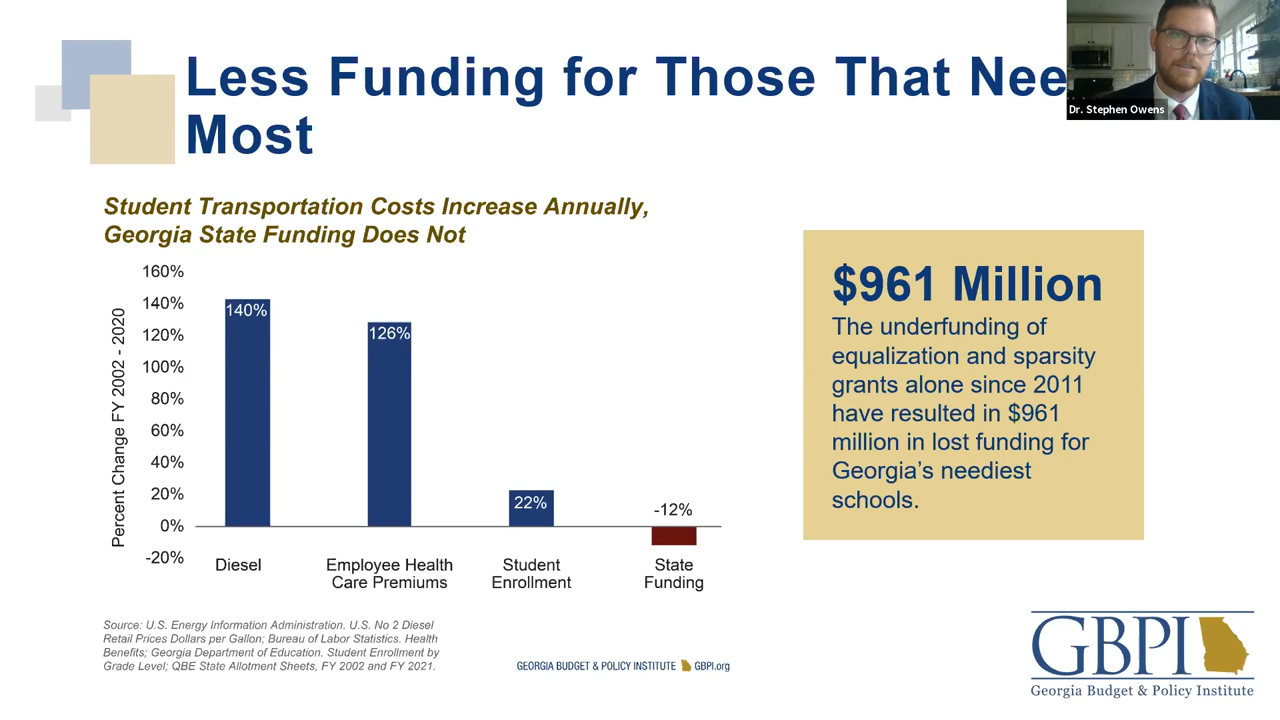 Less Funding for Those That Nee
Most
Dr. Stephen Owens
Student Transportation Costs Increase Annually,
Georgia State Funding Does Not
Percent Change FY 2002 - 2020
160%
140%
120%
100%
80%
60%
40%
20%
0%
-20%
140%
126%
22%
-12%
Diesel
Employee Health
Care Premiums
Student
Enrollment
State
Funding
$961 Million
The underfunding of
equalization and sparsity
grants alone since 2011
have resulted in $961
million in lost funding for
Georgia’s neediest
schools.
Source: U.S. Energy Information Administration. U.S. No 2 Diesel
Retail Prices Dollars per Gallon; Bureau of Labor Statistics. Health
Benefits; Georgia Department of Education. Student Enrollment by
Grade Level; QBE State Allotment Sheets, FY 2002 and FY 2021.
GEORGIA BUDGET & POLICY INSTITUTE GBPI.org
GBPI
Georgia Budget & Policy Institute